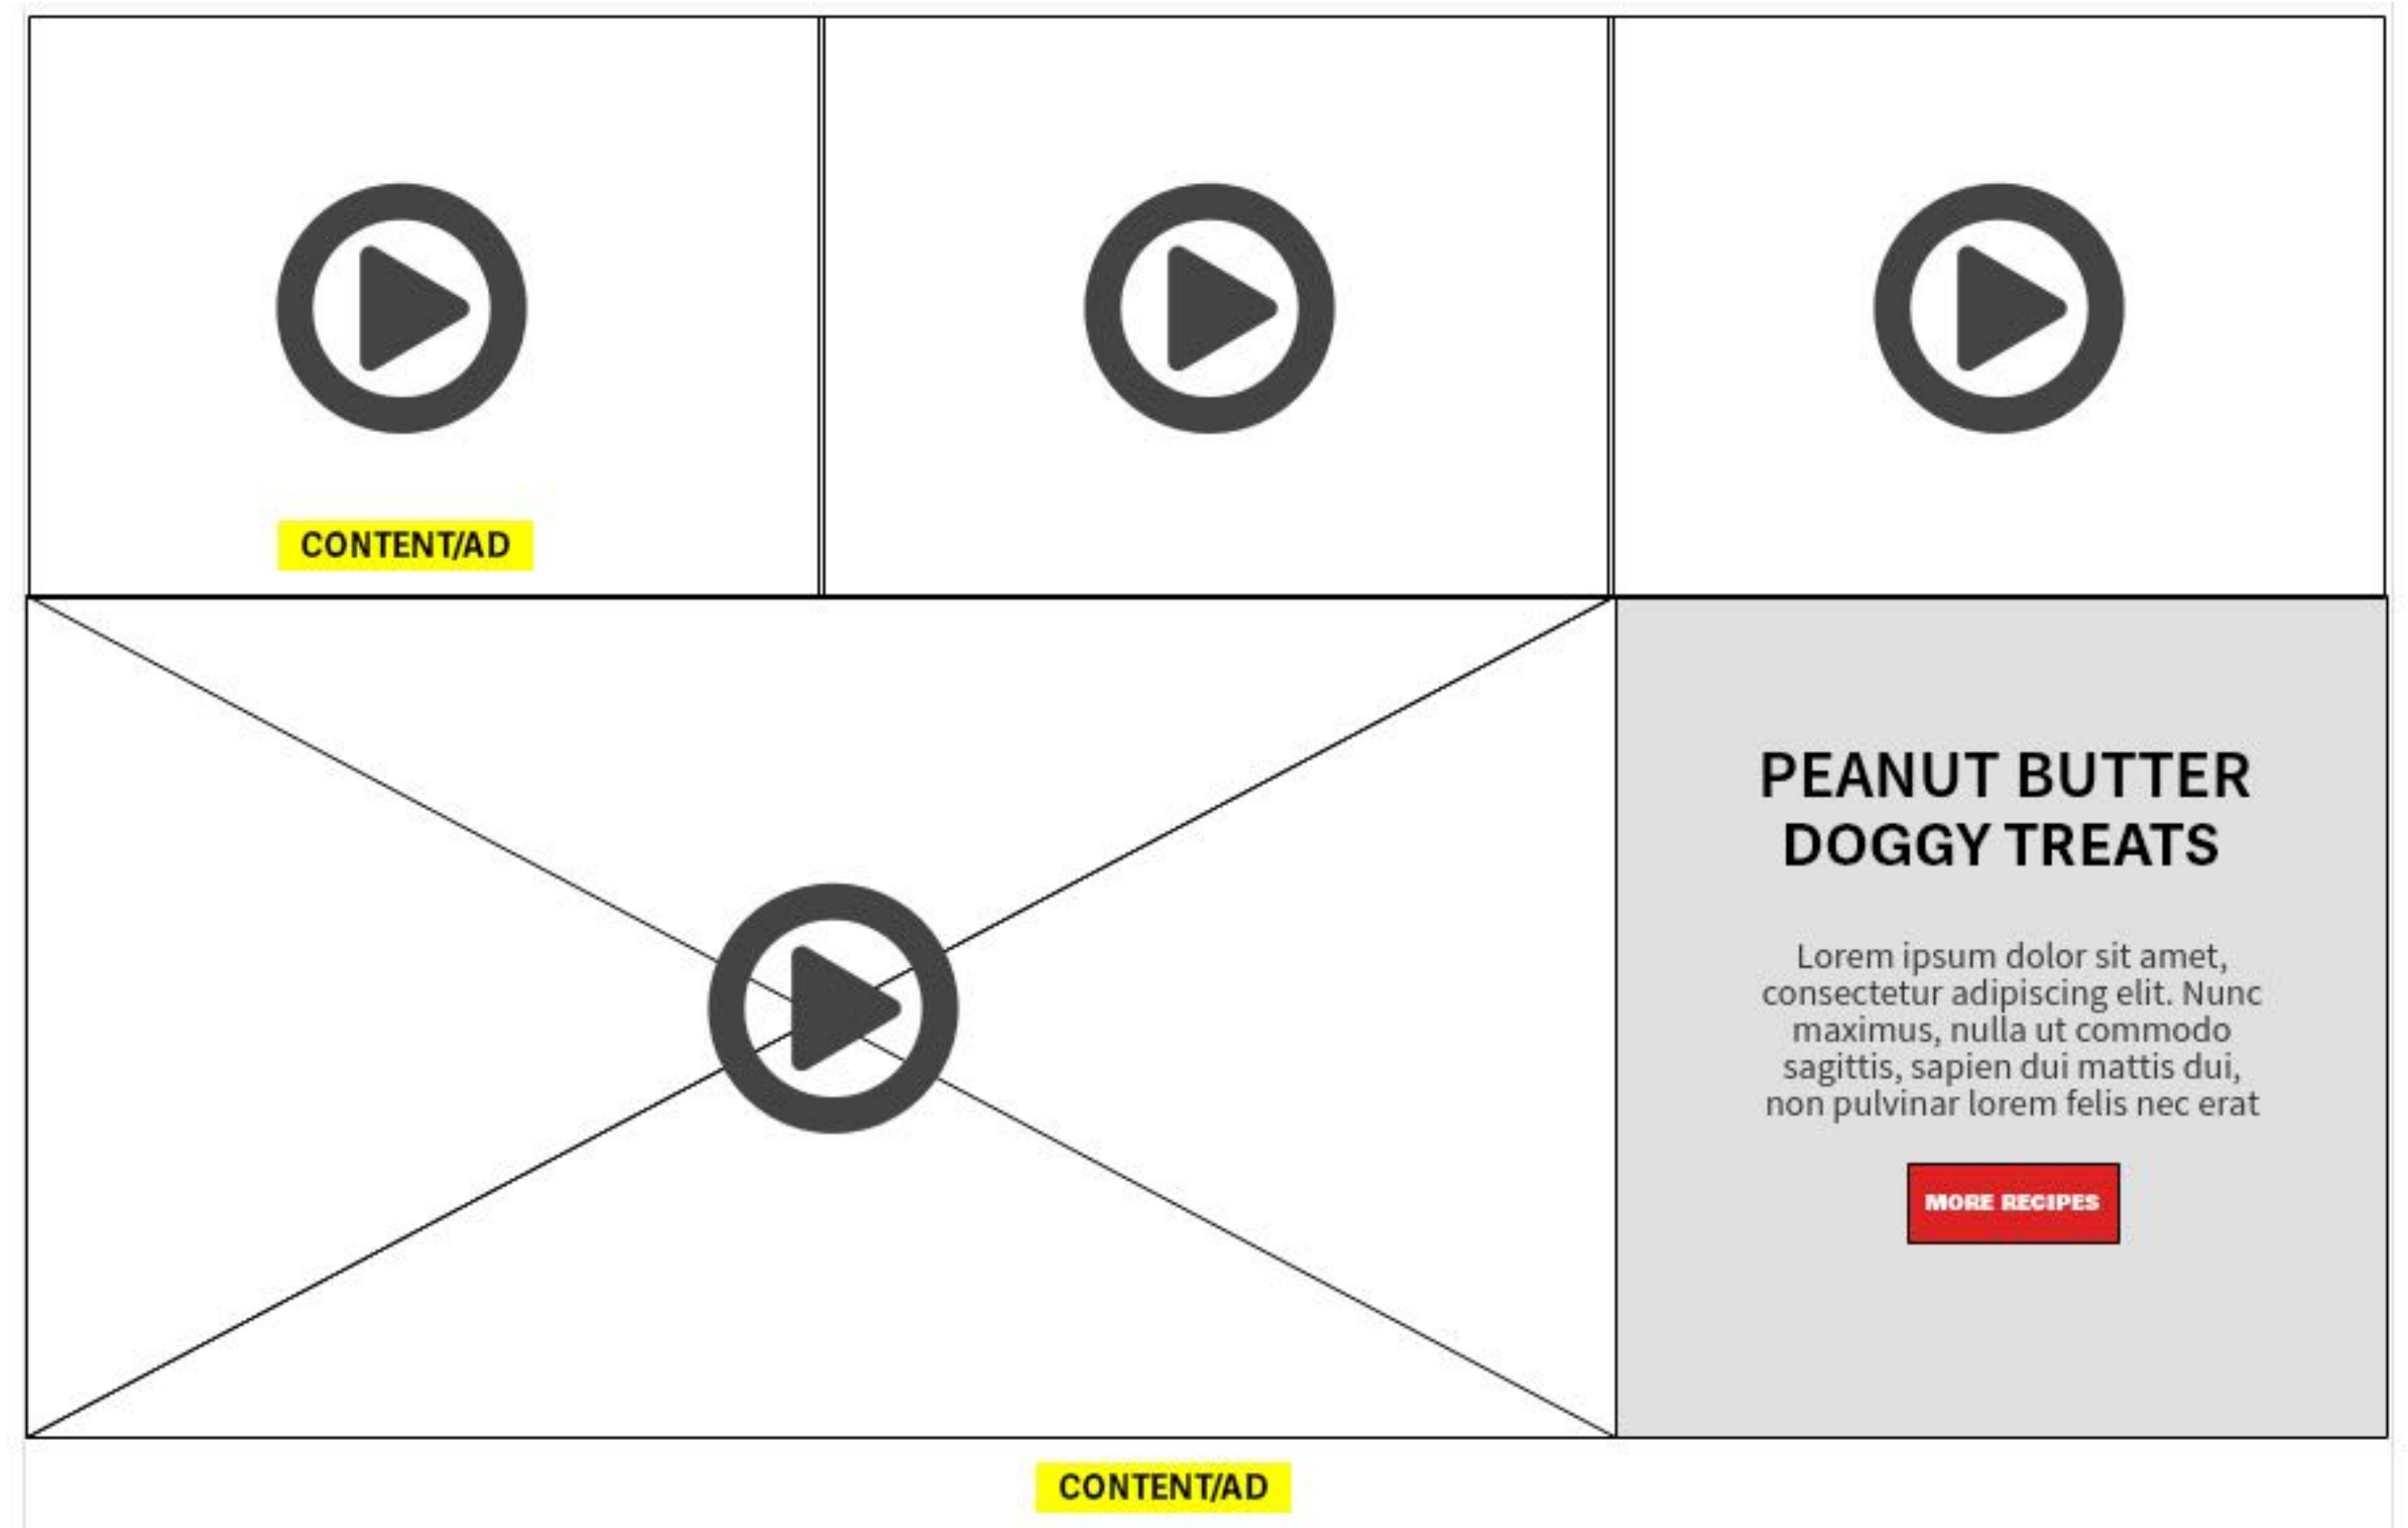 CONTENT/AD
PEANUT BUTTER
DOGGY TREATS
Lorem ipsum dolor sit amet,
consectetur adipiscing elit. Nunc
maximus, nulla ut commodo
sagittis, sapien dui mattis dui,
non pulvinar lorem felis nec erat
MORE RECIPES
CONTENT/AD